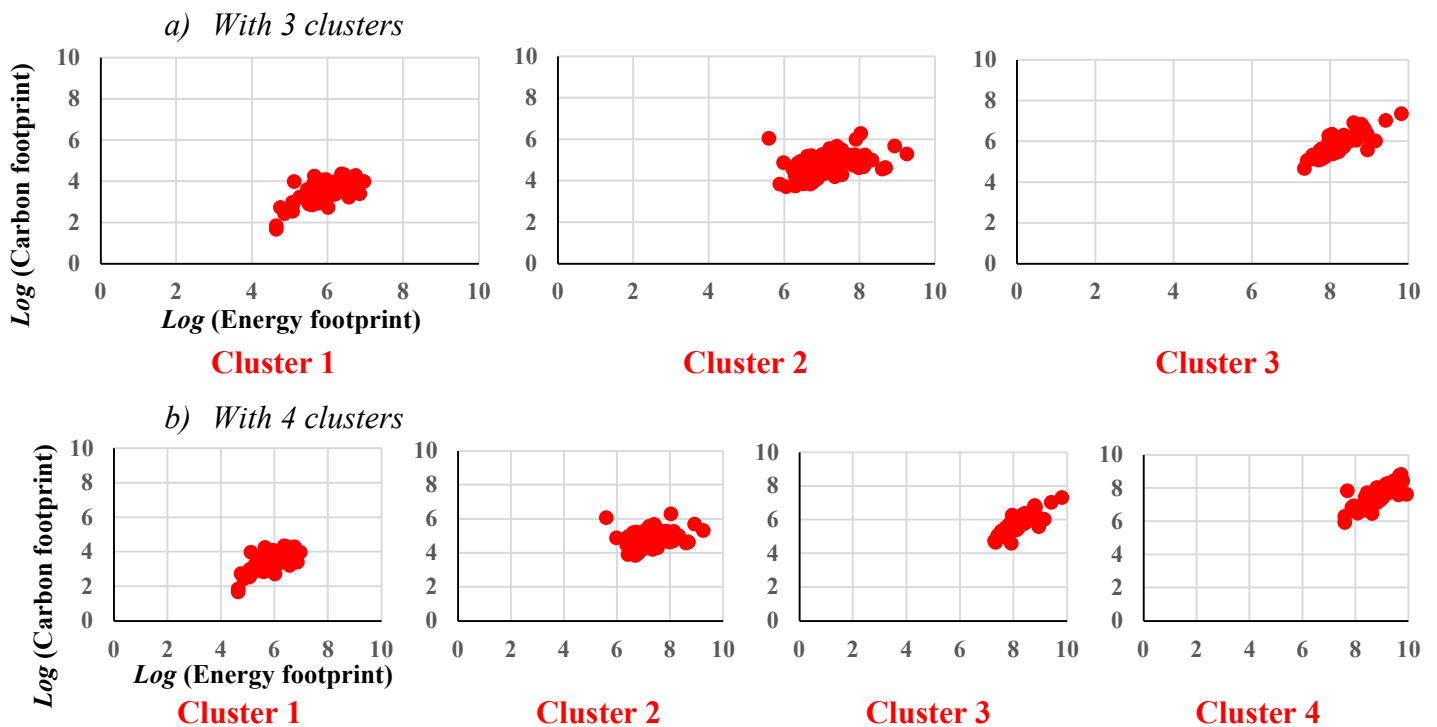 a) With 3 clusters
10
8
6
4
2
0
0 2 4 6 8 10
10
8
6
4
2
0
0 2 4 6 8 10
10
8
6
4
2
0
0 2 4 6 8 10
Log (Carbon footprint)
Log (Energy footprint)
Cluster 1
Cluster 2
Cluster 3
b) With 4 clusters
10
8
6
4
2
0
0 2 4 6 8 10
10
8
6
4
2
0
0 2 4 6 8 10
10
8
6
4
2
0
0 2 4 6 8 10
10
8
6
4
2
0
0 2 4 6 8 10
Log (Carbon footprint)
Log (Energy footprint)
Cluster 1
Cluster 2
Cluster 3
Cluster 4